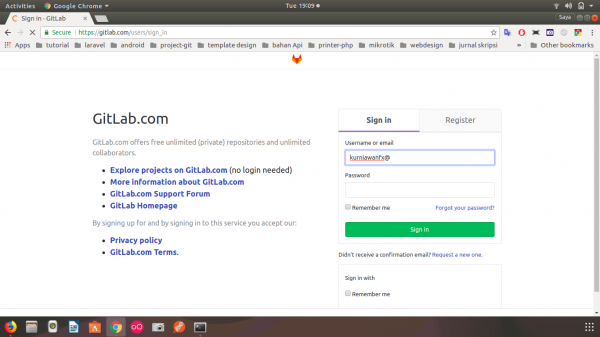 Activities Google Chrome Tue 19:09
Sign in · GitLab
Saya
Secure https://gitlab.com/users/sign_in
Apps tutorial laravel android project-git template design bahan Api printer-php mikrotik webdesign jurnal skripsi » Other bookmarks
GitLab.com
GitLab.com offers free unlimited (private) repositories and unlimited
collaborators.
Explore projects on GitLab.com (no login needed)
More information about GitLab.com
GitLab.com Support Forum
GitLab Homepage
By signing up for and by signing in to this service you accept our:
Privacy policy
GitLab.com Terms.
Sign in Register
Username or email
kurniawanfx@
Password
Remember me Forgot your password?
Sign in
Didn't receive a confirmation email? Request a new one.
Sign in with
Remember me